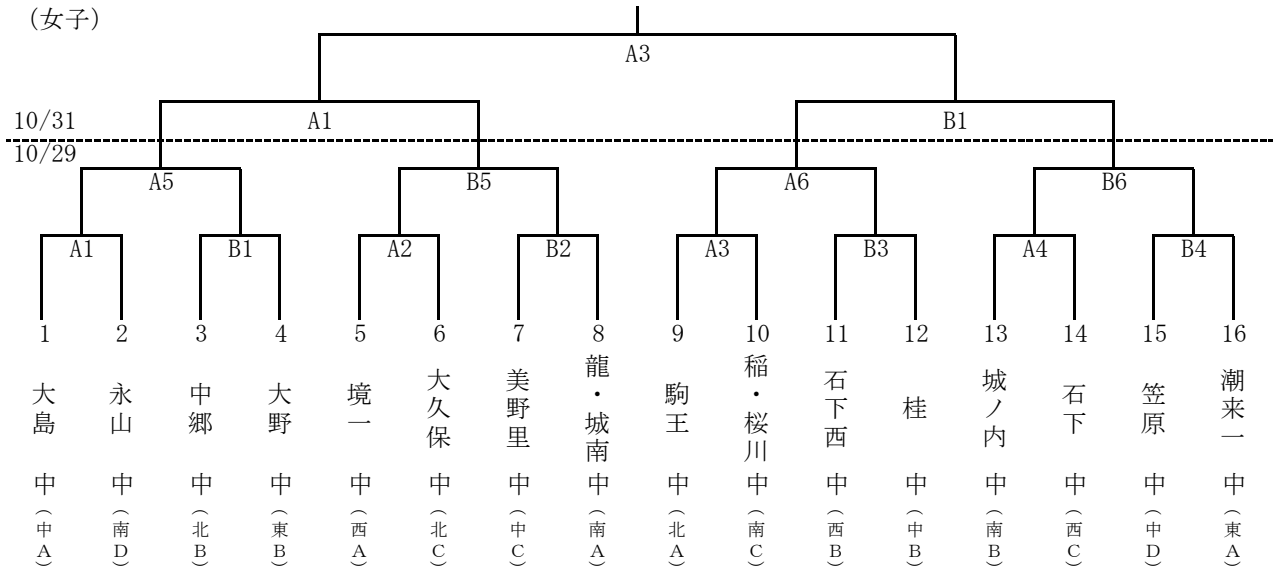 (女子)
A3
10/31
A1 B1
10/29
A5 B5 A6 B6
A1 B1 A2 B2 A3 B3 A4 B4
1 2 3 4 5 6 7 8 9 10 11 12 13 14 15 16
大島中(中A)
永山中(南D)
中郷中(北B)
大野中(東B)
境一中(西A)
大久保中(北C)
美野里中(中C)
龍・城南中(南A)
駒王中(北A)
稲・桜川中(南C)
石下西中(西B)
桂中(中B)
城ノ内中(南B)
石下中(西C)
笠原中(中D)
潮来一中(東A)